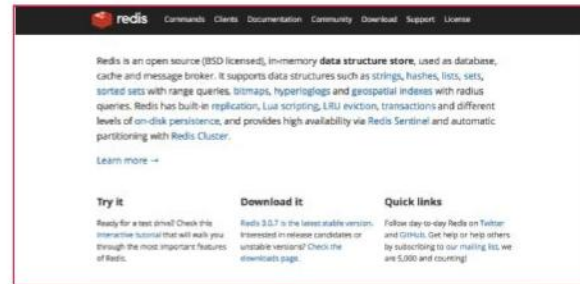 redis Commands Clients Documentation Community Download Support License
Redis is an open source (BSD licensed), in-memory data structure store, used as database,
cache and message broker. It supports data structures such as strings, hashes, lists, sets,
sorted sets with range queries, bitmaps, hyperloglogs and geospatial indexes with radius
queries. Redis has built-in replication, Lua scripting, LRU eviction, transactions and different
levels of on-disk persistence, and provides high availability via Redis Sentinel and automatic
partitioning with Redis Cluster.
Learn more →
Try it
Ready for a test drive? Check this
interactive tutorial that will walk you
through the most important features
of Redis.
Download it
Redis 3.0.7 is the latest stable version.
Interested in release candidates or
unstable versions? Check the
downloads page.
Quick links
Follow day-to-day Redis on Twitter
and GitHub. Get help or help others
by subscribing to our mailing list, we
are 5,000 and counting!